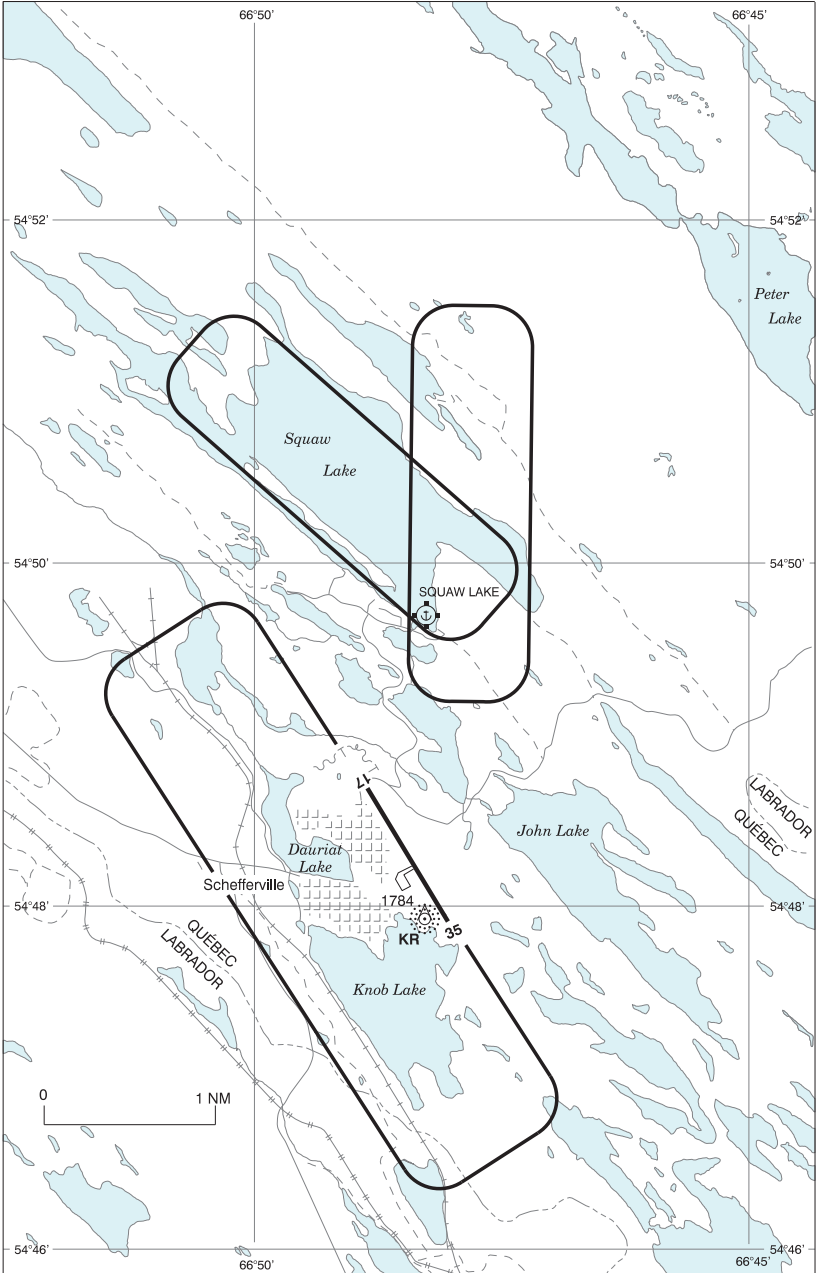 66°50'
66°45'
54°52'
54°52'
Peter
Lake
Squaw
Lake
54°50'
54°50'
SQUAW LAKE
17
LABRADOR
QUÉBEC
John Lake
Dauriat
Lake
Schefferville
1784
54°48'
54°48'
KR
35
QUÉBEC
LABRADOR
Knob Lake
0
1 NM
54°46'
54°46'
66°50'
66°45'